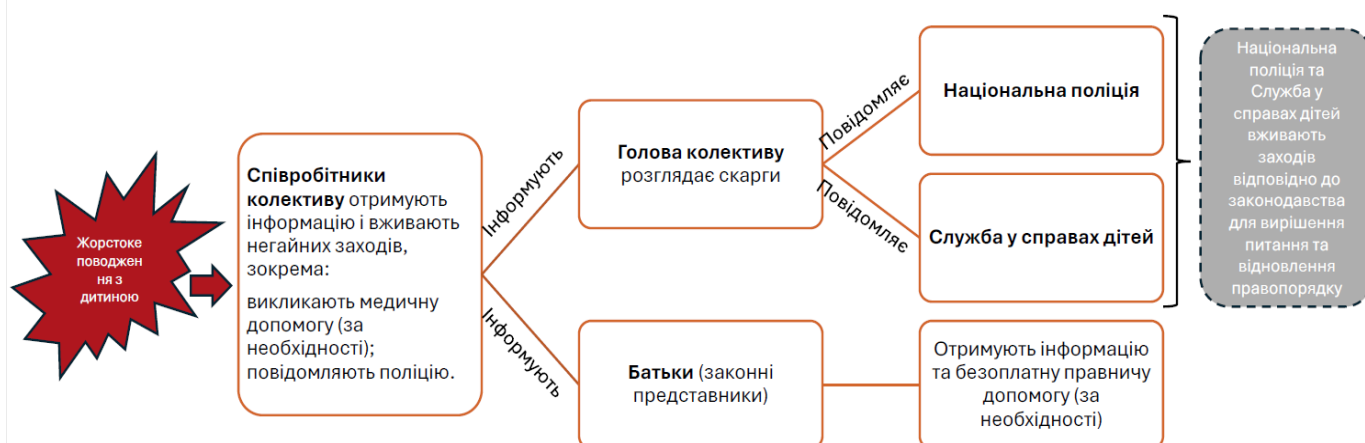 Жорстоке
поводжен
ня з
дитиною
Співробітники
колективу отримують
інформацію і вживають
негайних заходів,
зокрема:
викликають медичну
допомогу (за
необхідності);
повідомляють поліцію.
Інформують
Інформують
Голова колективу
розглядає скарги
Батьки (законні
представники)
Повідомляє
Повідомляє
Національна поліція
Служба у справах дітей
Отримують інформацію
та безоплатну правничу
допомогу (за
необхідності)
Національна
поліція та
Служба у
справах дітей
вживають
заходів
відповідно до
законодавства
для вирішення
питання та
відновлення
правопорядку